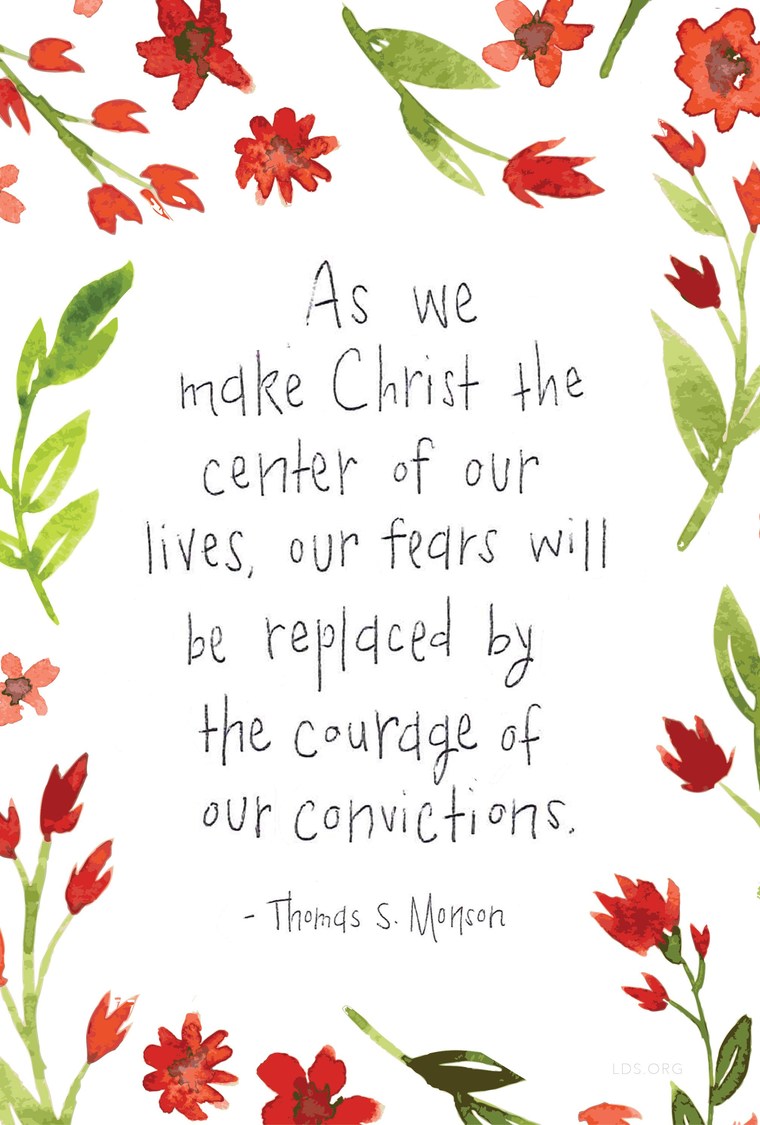 As we
make Christ the
center of our
lives, our fears will
be replaced by
the courage of
our convictions.
- Thomas S. Monson
LDS.ORG